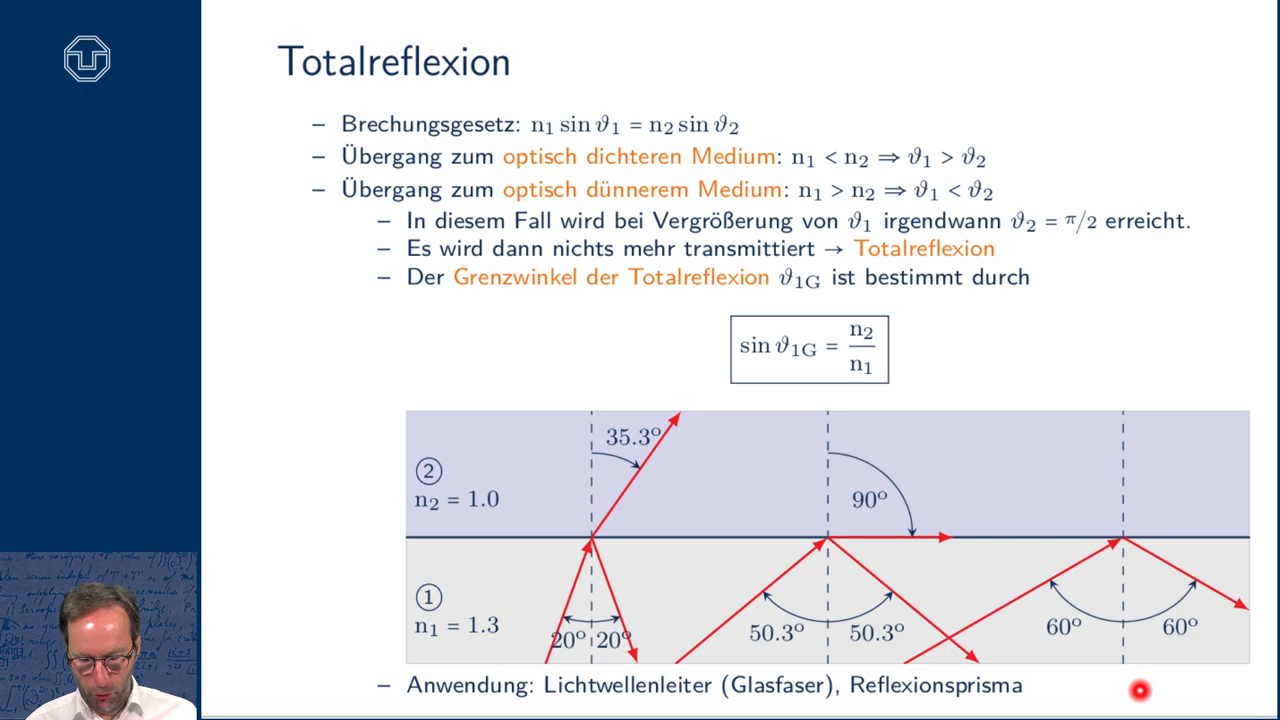 Totalreflexion
– Brechungsgesetz: n₁ sin ϑ₁ = n₂ sin ϑ₂
– Übergang zum optisch dichteren Medium: n₁ < n₂ ⇒ ϑ₁ > ϑ₂
– Übergang zum optisch dünnerem Medium: n₁ > n₂ ⇒ ϑ₁ < ϑ₂
– In diesem Fall wird bei Vergrößerung von ϑ₁ irgendwann ϑ₂ = π/2 erreicht.
– Es wird dann nichts mehr transmittiert → Totalreflexion
– Der Grenzwinkel der Totalreflexion ϑ1G ist bestimmt durch
sin ϑ1G = n₂/n₁
35.3°
②
n₂ = 1.0
90°
①
n₁ = 1.3
20° 20°
50.3° 50.3°
60° 60°
– Anwendung: Lichtwellenleiter (Glasfaser), Reflexionsprisma